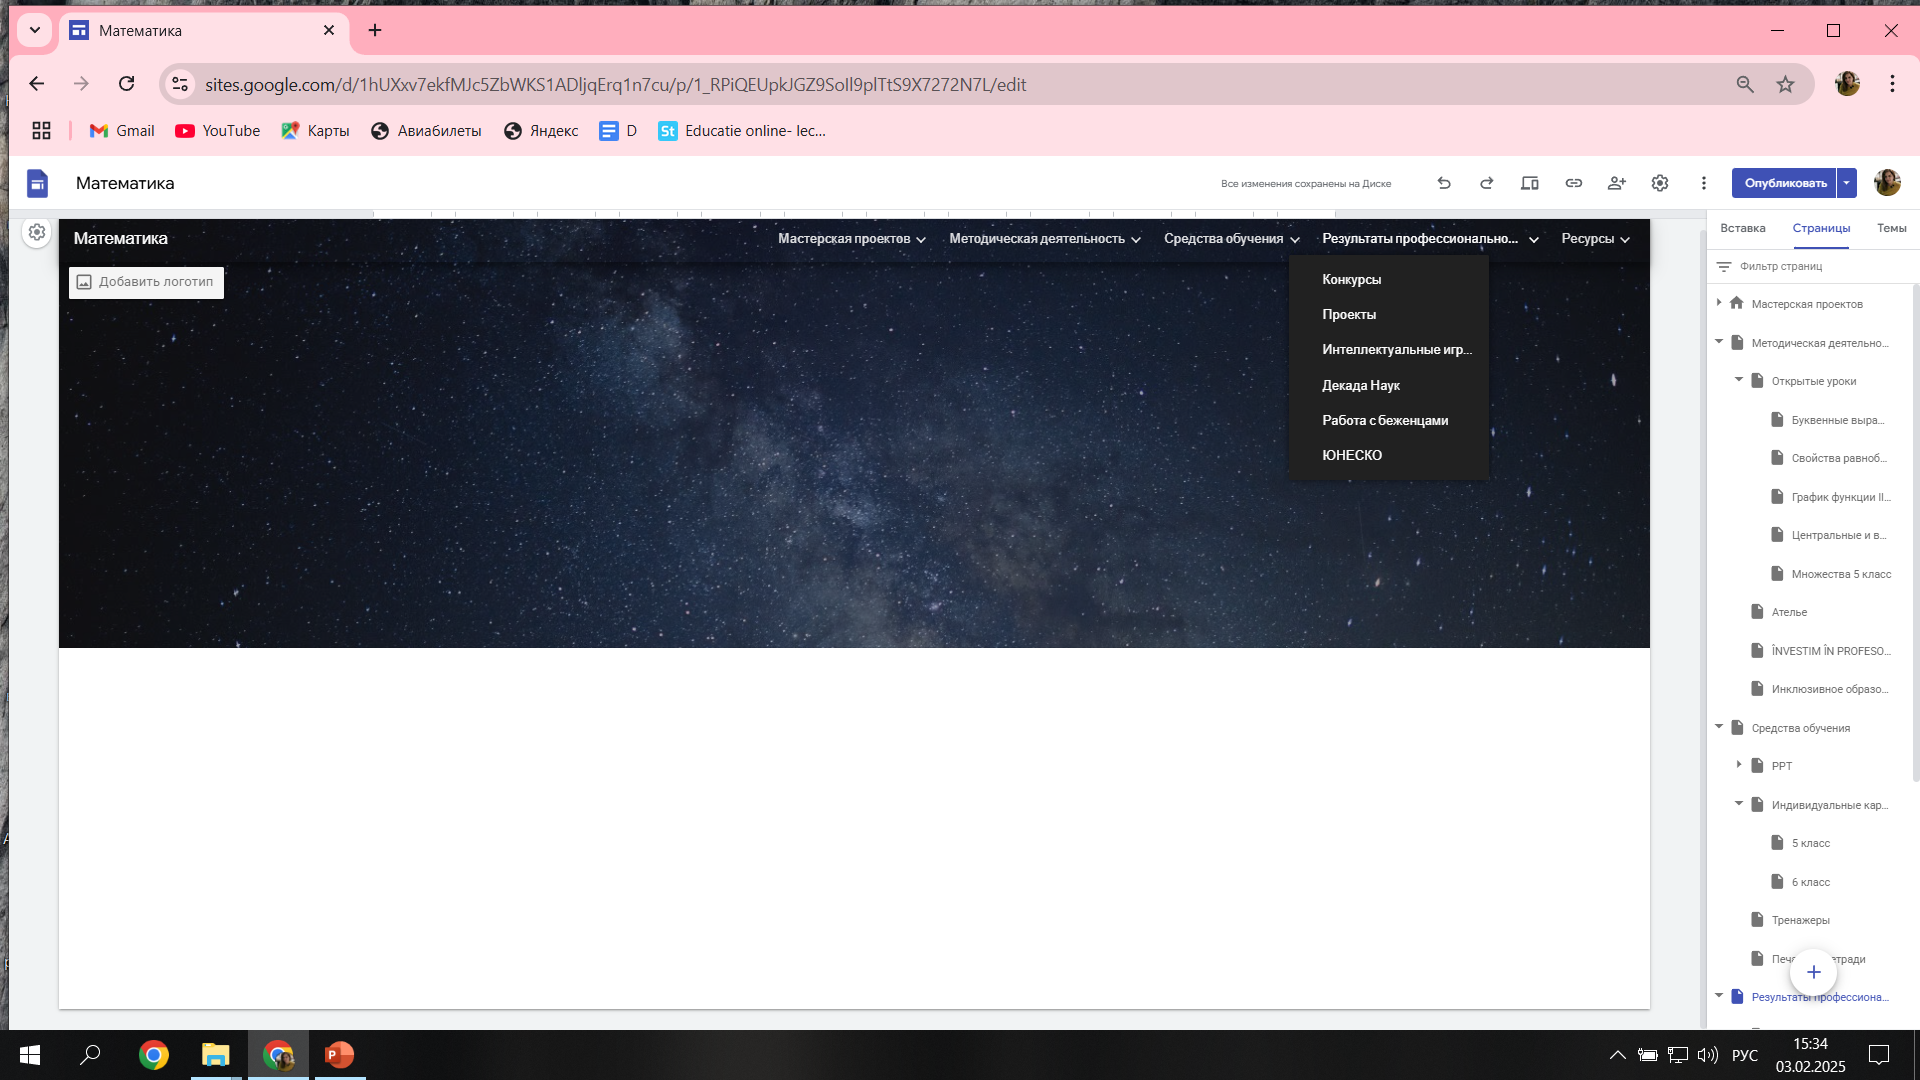 Математика
sites.google.com/d/1hUXxv7ekfMJc5ZbWKS1ADljqErq1n7cu/p/1_RPiQEUpkJGZ9SoIl9plTtS9X7272N7L/edit
Gmail YouTube Карты Авиабилеты Яндекс D Educatie online- lec...
Математика
Все изменения сохранены на Диске
Опубликовать
Математика
Мастерская проектов Методическая деятельность Средства обучения Результаты профессионально... Ресурсы
Добавить логотип
Конкурсы
Проекты
Интеллектуальные игр...
Декада Наук
Работа с беженцами
ЮНЕСКО
Вставка Страницы Темы
Фильтр страниц
Мастерская проектов
Методическая деятельно...
Открытые уроки
Буквенные выра...
Свойства равноб...
График функции II...
Центральные и в...
Множества 5 класс
Ателье
ÎNVESTIM ÎN PROFESO...
Инклюзивное образо...
Средства обучения
PPT
Индивидуальные кар...
5 класс
6 класс
Тренажеры
Результаты профессиона...
РУС
15:34
03.02.2025